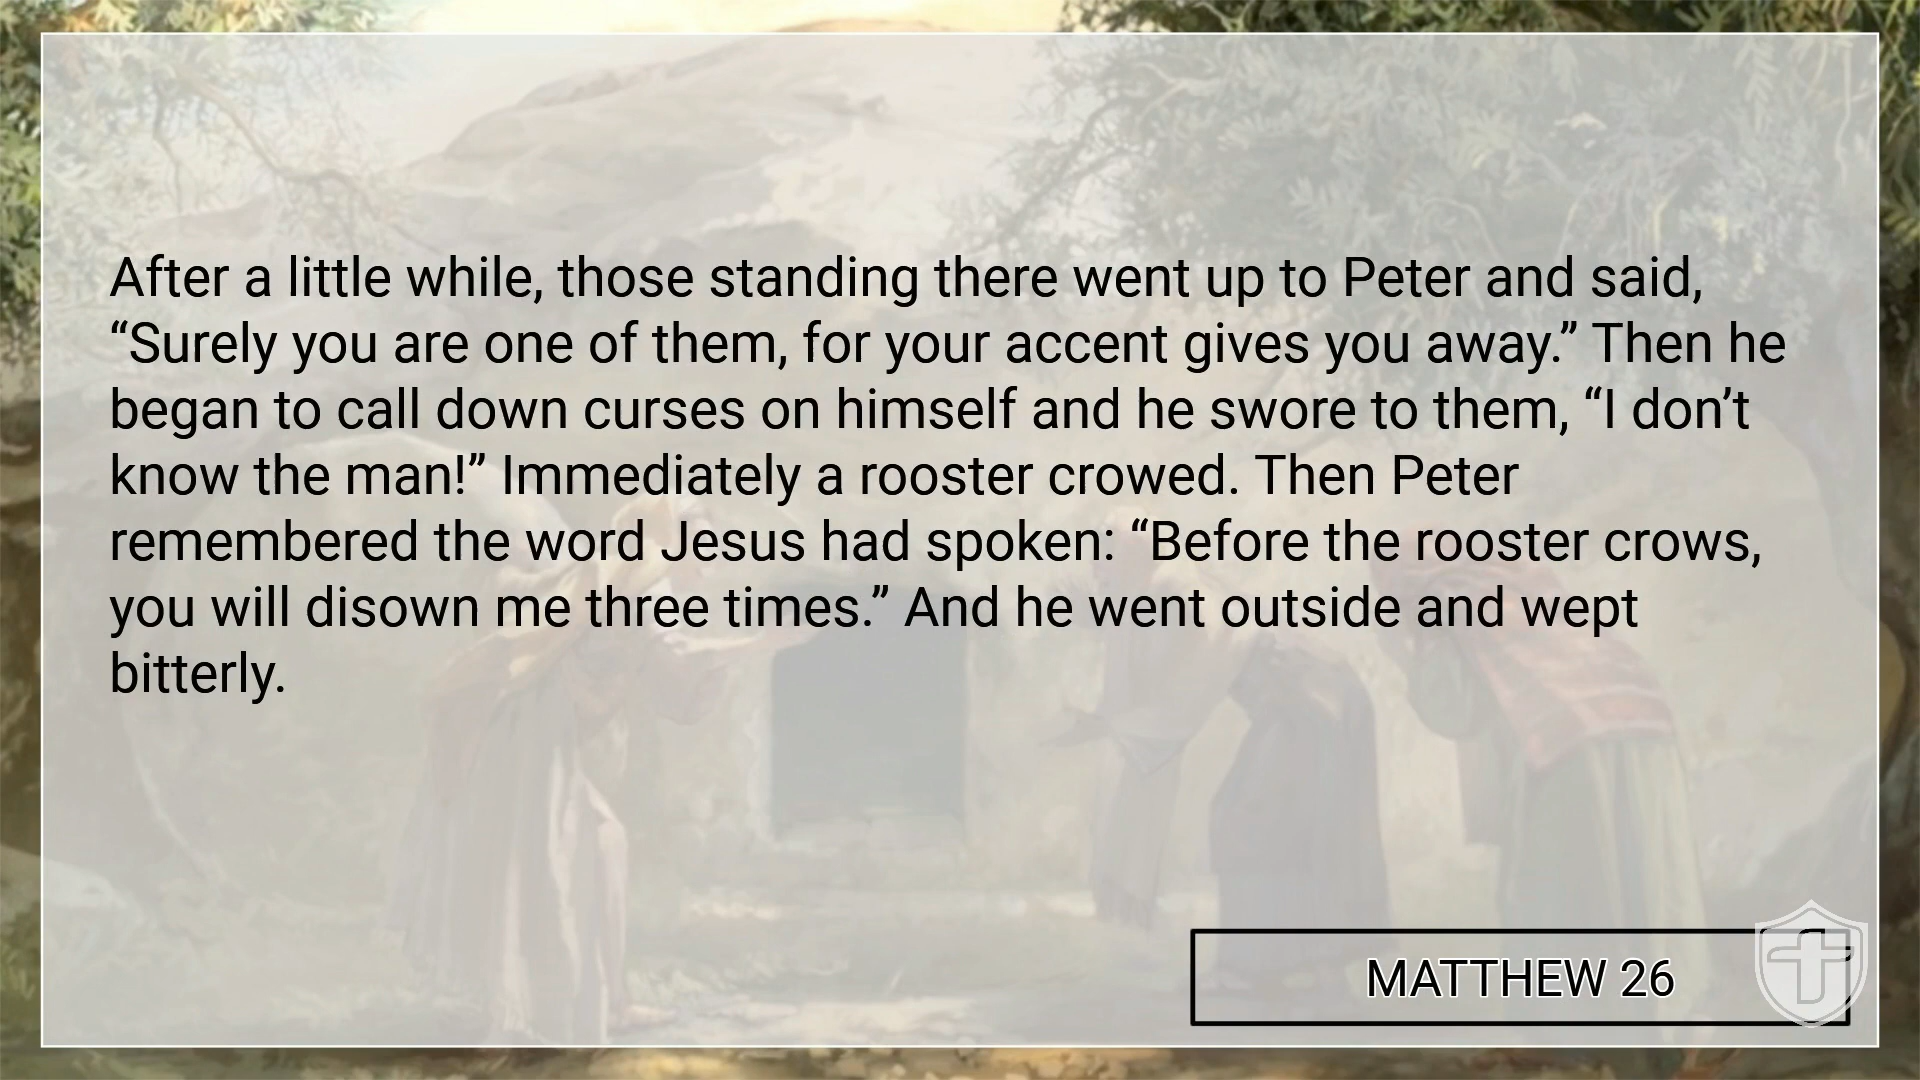 After a little while, those standing there went up to Peter and said,
“Surely you are one of them, for your accent gives you away.” Then he
began to call down curses on himself and he swore to them, “I don’t
know the man!” Immediately a rooster crowed. Then Peter
remembered the word Jesus had spoken: “Before the rooster crows,
you will disown me three times.” And he went outside and wept
bitterly.
MATTHEW 26